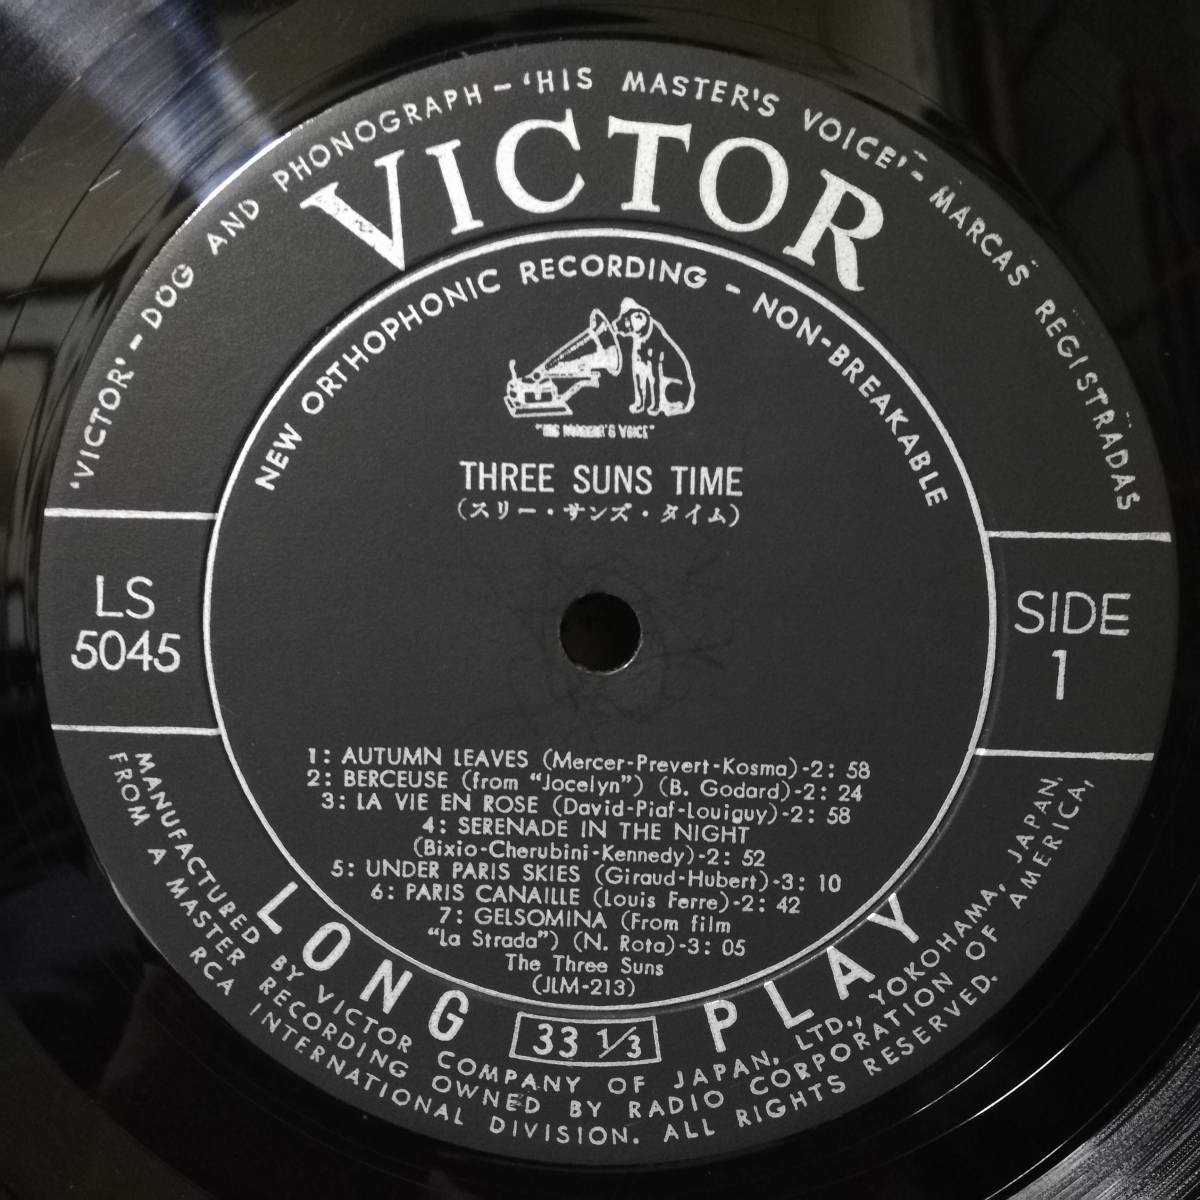 'VICTOR' - DOG AND PHONOGRAPH - 'HIS MASTER'S VOICE' - MARCAS REGISTRADAS
VICTOR
NEW ORTHOPHONIC RECORDING - NON-BREAKABLE
"HIS MASTER'S VOICE"
THREE SUNS TIME
(スリー・サンズ・タイム)
LS
5045
SIDE
1
1: AUTUMN LEAVES (Mercer-Prevert-Kosma)-2: 58
2: BERCEUSE (from "Jocelyn") (B. Godard)-2: 24
3: LA VIE EN ROSE (David-Piaf-Louiguy)-2: 58
4: SERENADE IN THE NIGHT
(Bixio-Cherubini-Kennedy)-2: 52
5: UNDER PARIS SKIES (Giraud-Hubert)-3: 10
6: PARIS CANAILLE (Louis Ferre)-2: 42
7: GELSOMINA (From film
"La Strada") (N. Rota)-3: 05
The Three Suns
(JLM-213)
LONG 33 1/3 PLAY
MANUFACTURED BY VICTOR COMPANY OF JAPAN, LTD., YOKOHAMA, JAPAN,
FROM A MASTER RECORDING OWNED BY RADIO CORPORATION OF AMERICA,
RCA INTERNATIONAL DIVISION. ALL RIGHTS RESERVED.